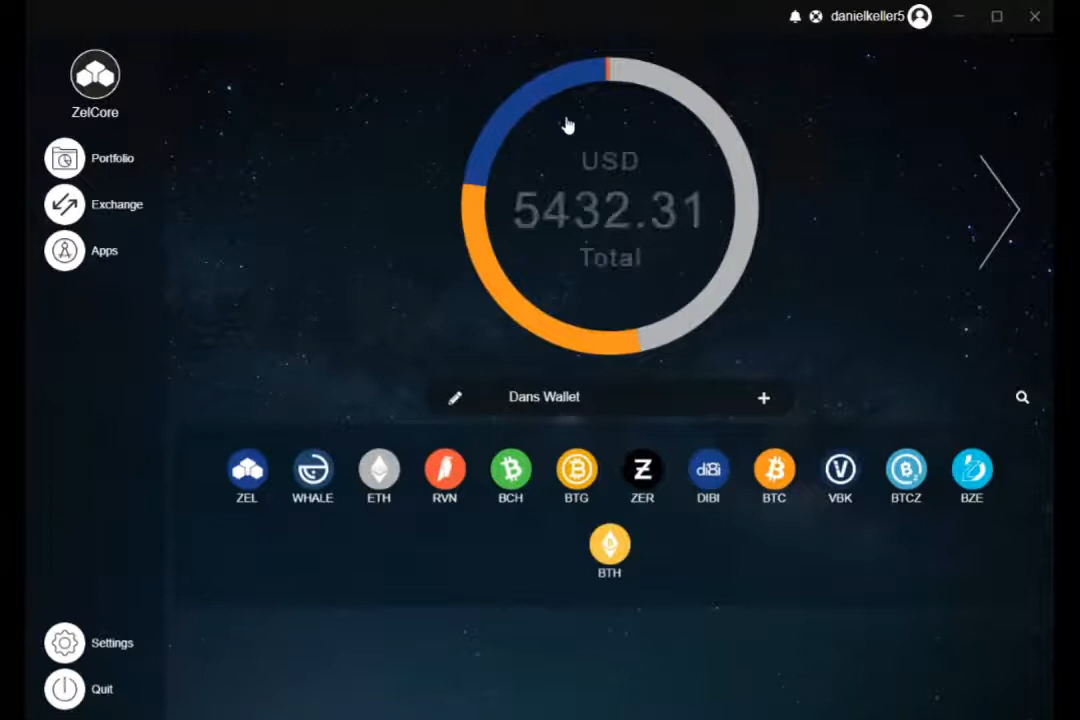 danielkeller5
ZelCore
Portfolio
Exchange
Apps
USD
5432.31
Total
Dans Wallet
ZEL WHALE ETH RVN BCH BTG ZER DIBI BTC VBK BTCZ BZE
BTH
Settings
Quit